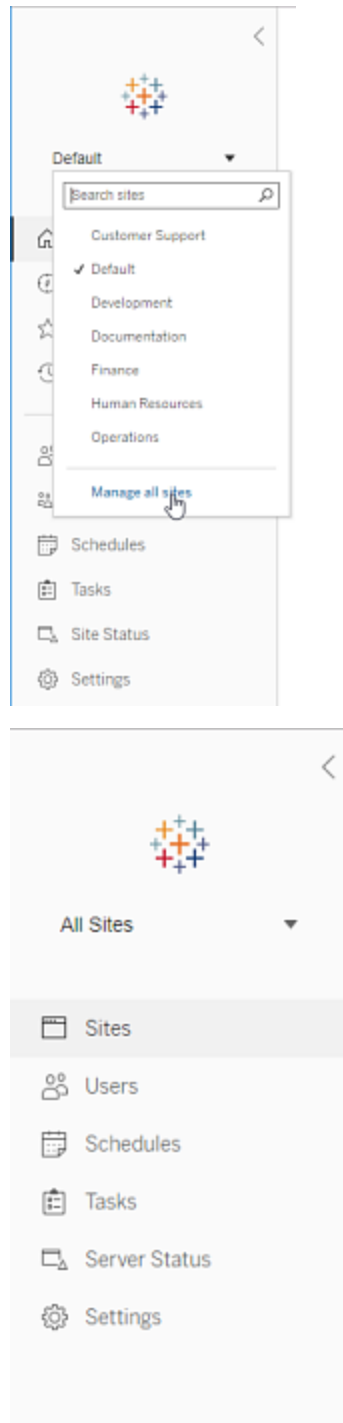 Default
Search sites
Customer Support
Default
Development
Documentation
Finance
Human Resources
Operations
Manage all sites
Schedules
Tasks
Site Status
Settings
All Sites
Sites
Users
Schedules
Tasks
Server Status
Settings